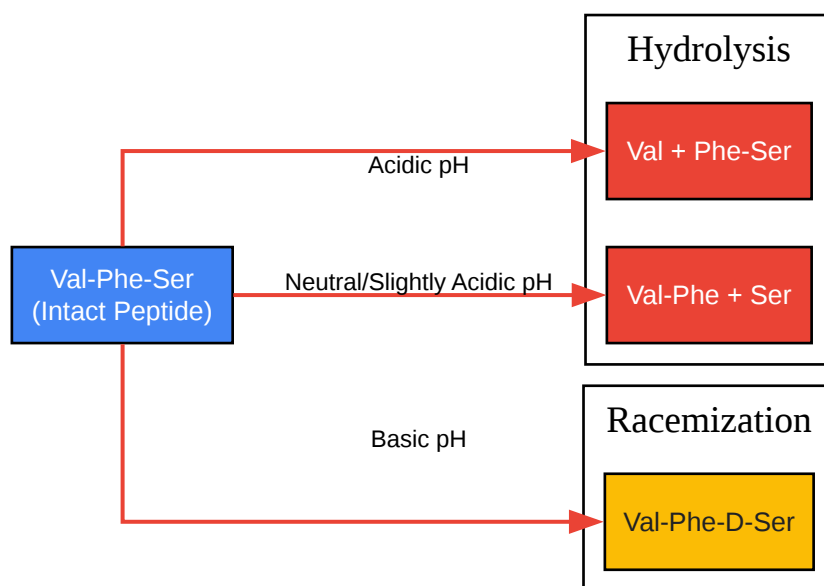 Hydrolysis
Val + Phe-Ser
Acidic pH
Val-Phe-Ser
(Intact Peptide)
Neutral/Slightly Acidic pH
Val-Phe + Ser
Racemization
Basic pH
Val-Phe-D-Ser